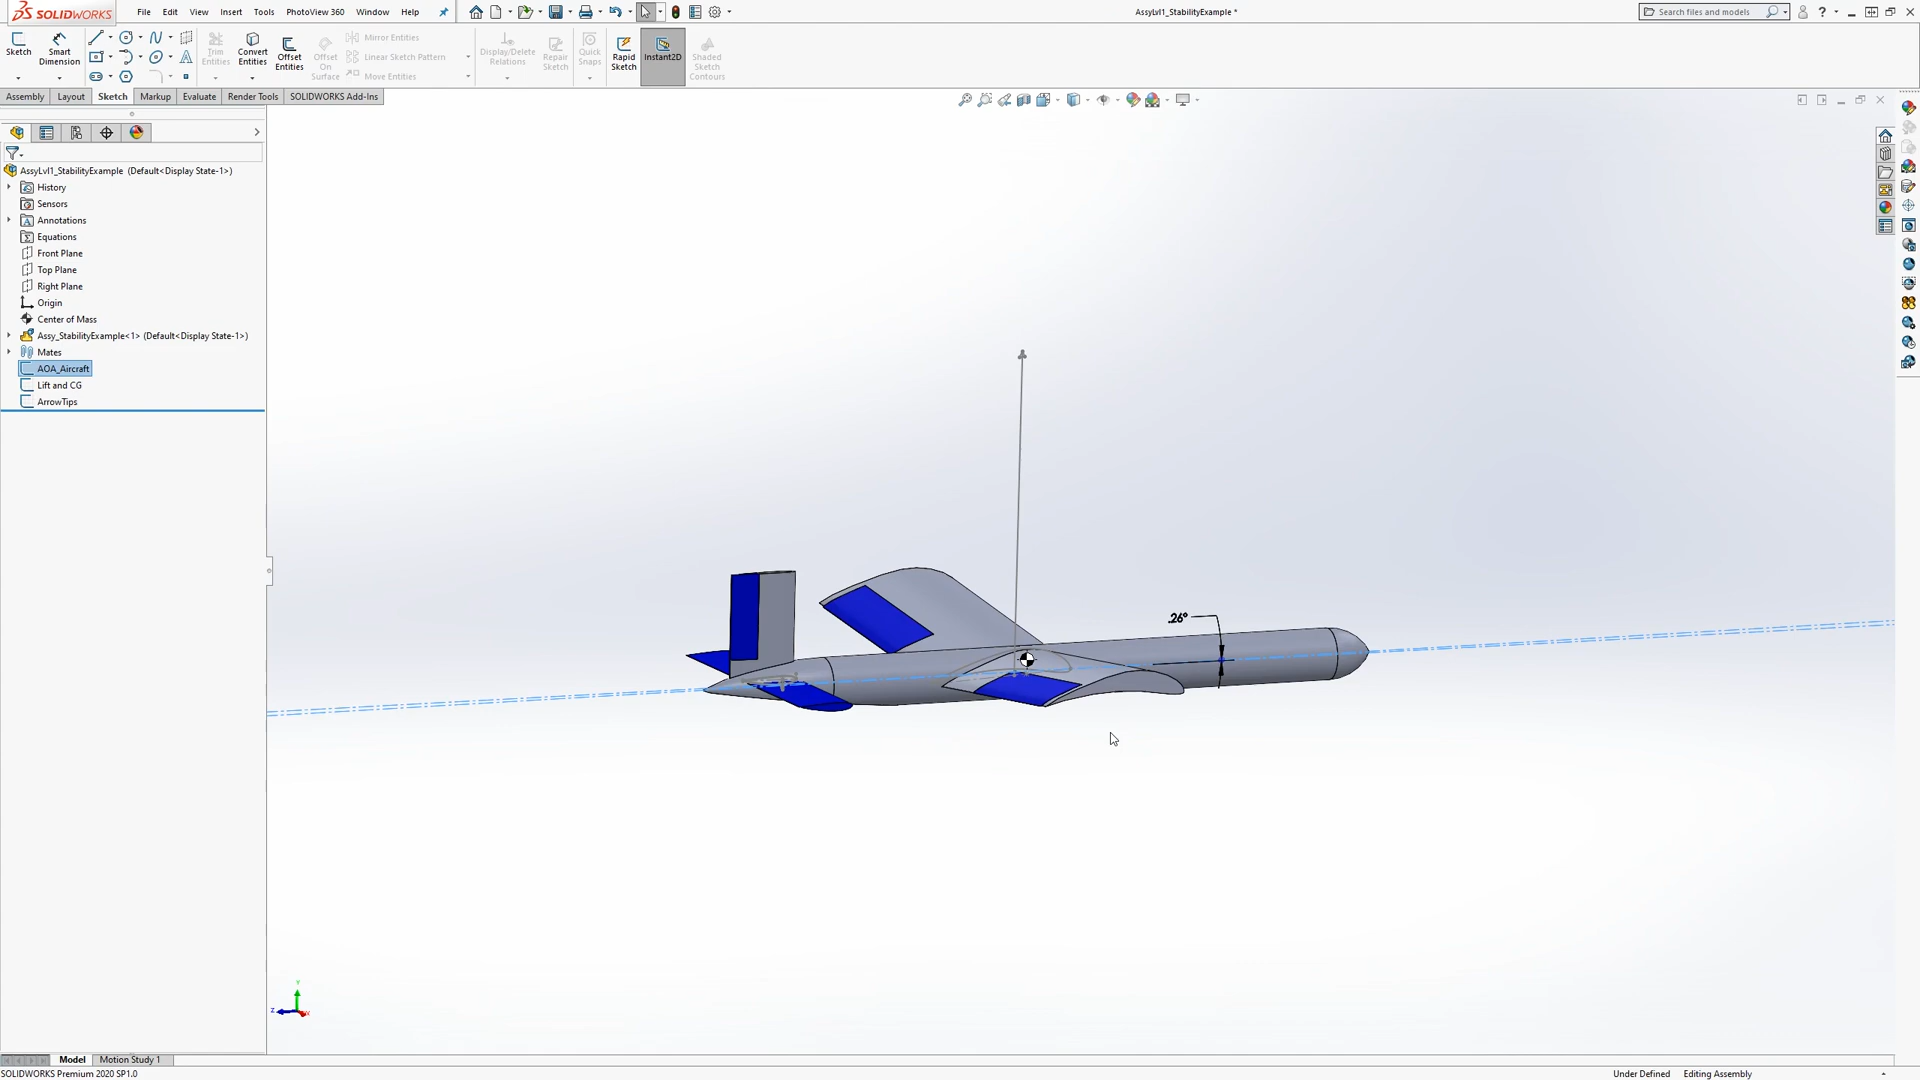 SOLIDWORKS File Edit View Insert Tools PhotoView 360 Window Help AssyLvl1_StabilityExample * Search files and models ?
Sketch Smart Dimension Trim Entities Convert Entities Offset Entities Offset On Surface Mirror Entities Linear Sketch Pattern Move Entities Display/Delete Relations Repair Sketch Quick Snaps Rapid Sketch Instant2D Shaded Sketch Contours
Assembly Layout Sketch Markup Evaluate Render Tools SOLIDWORKS Add-Ins
AssyLvl1_StabilityExample (Default<Display State-1>)
History
Sensors
Annotations
Equations
Front Plane
Top Plane
Right Plane
Origin
Center of Mass
Assy_StabilityExample<1> (Default<Display State-1>)
Mates
AOA_Aircraft
Lift and CG
ArrowTips
.26°
Y
Z
Model Motion Study 1
SOLIDWORKS Premium 2020 SP1.0 Under Defined Editing Assembly